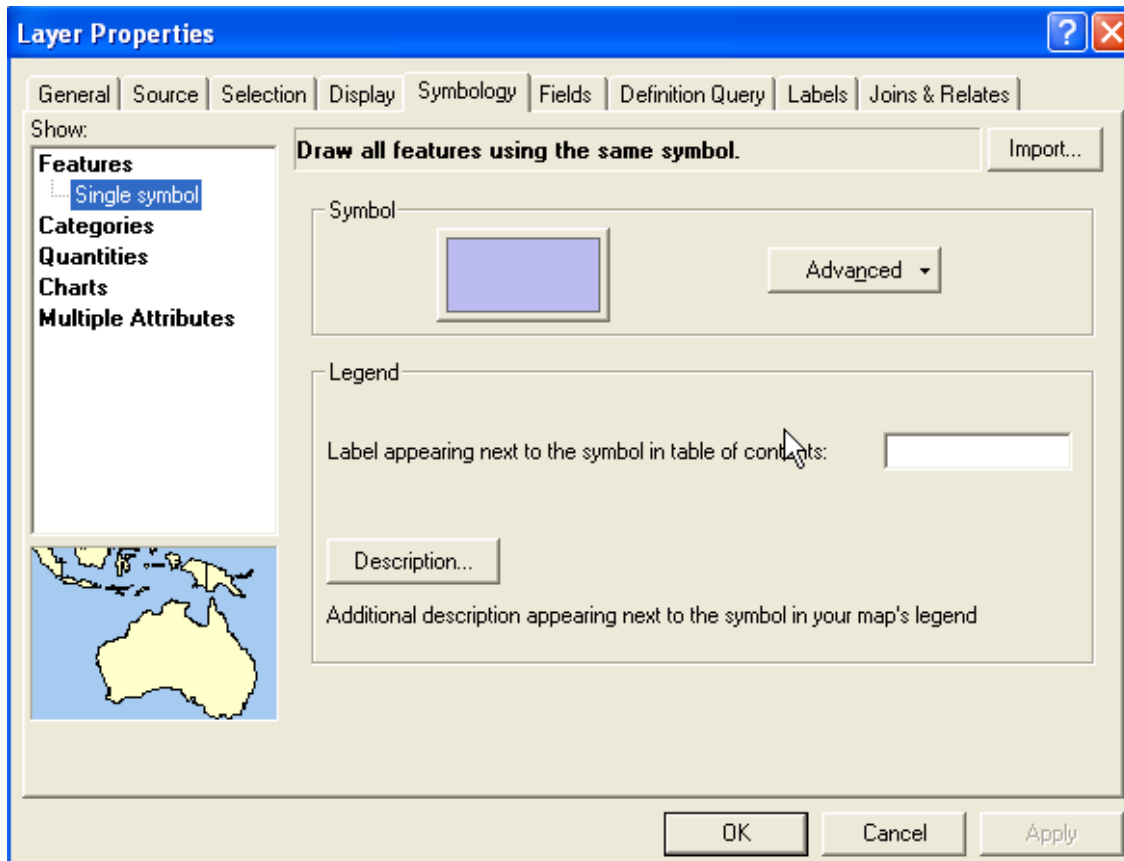 Layer Properties
General Source Selection Display Symbology Fields Definition Query Labels Joins & Relates
Show:
Features
Single symbol
Categories
Quantities
Charts
Multiple Attributes
Draw all features using the same symbol.
Import...
Symbol
Advanced
Legend
Label appearing next to the symbol in table of contents:
Description...
Additional description appearing next to the symbol in your map's legend
OK Cancel Apply